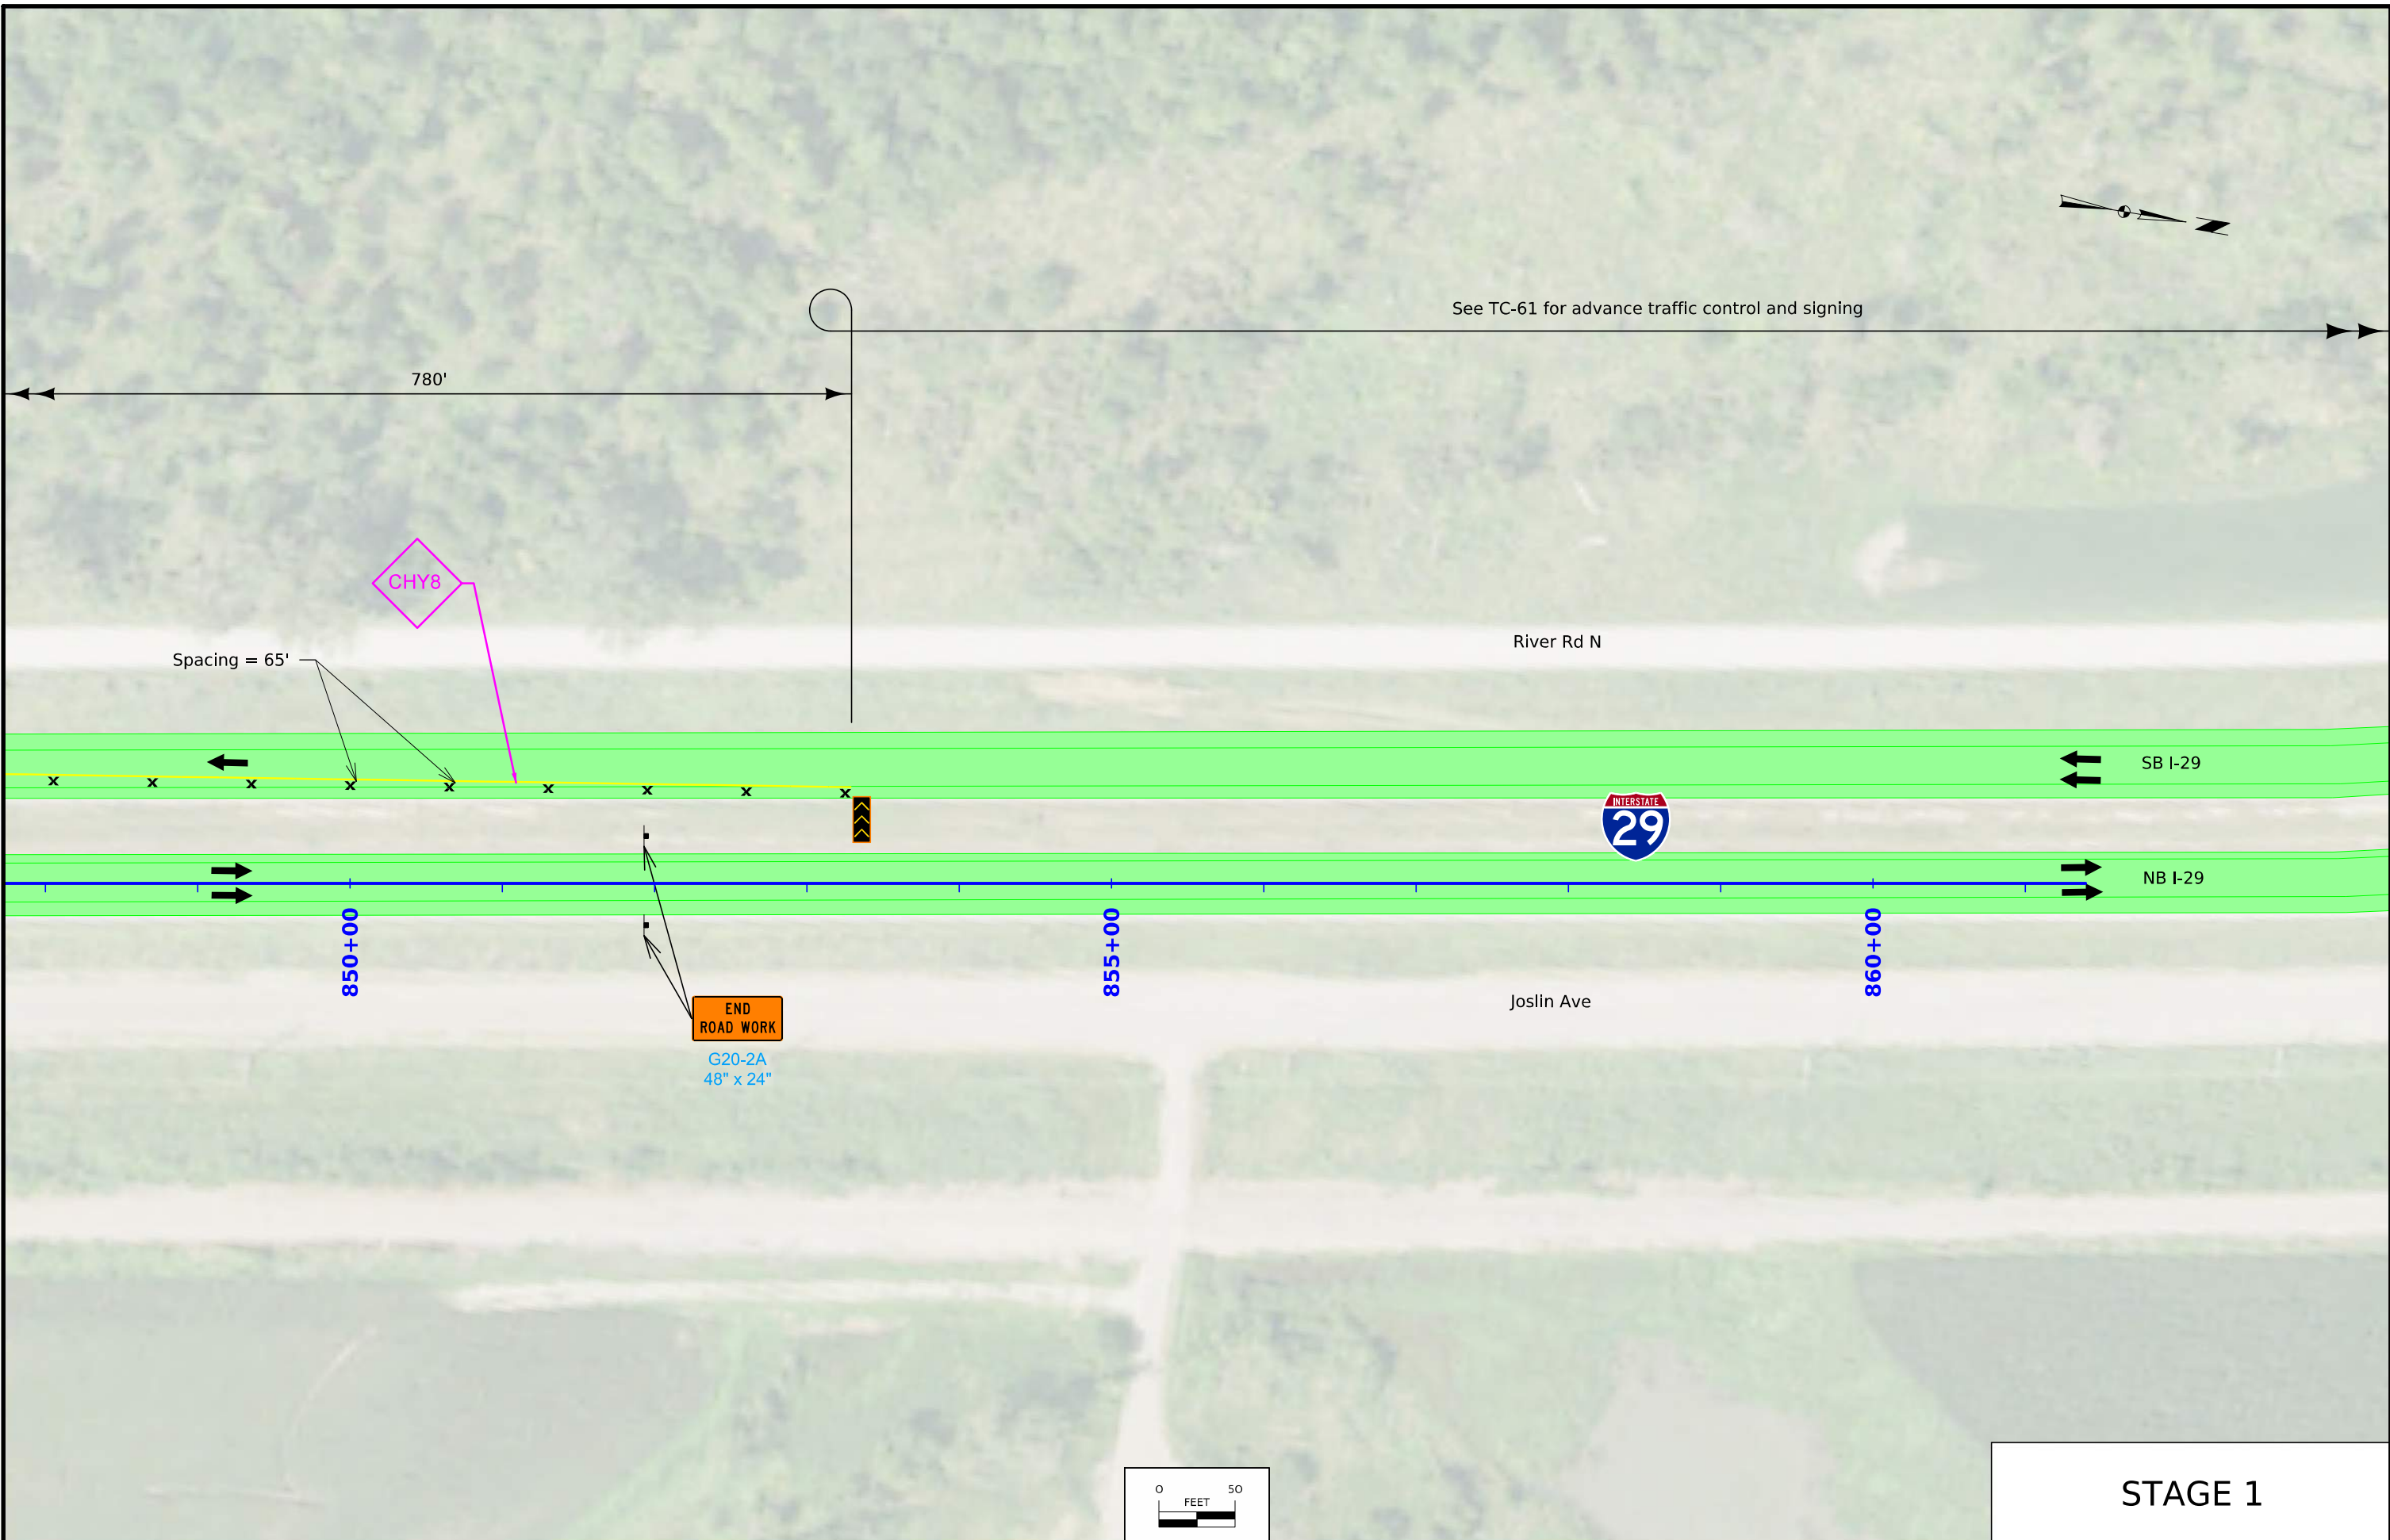 See TC-61 for advance traffic control and signing
780'
CHY8
River Rd N
Spacing = 65'
SB I-29
INTERSTATE
29
NB I-29
850+00
855+00
860+00
Joslin Ave
END
ROAD WORK
G20-2A
48" x 24"
0 50
FEET
STAGE 1